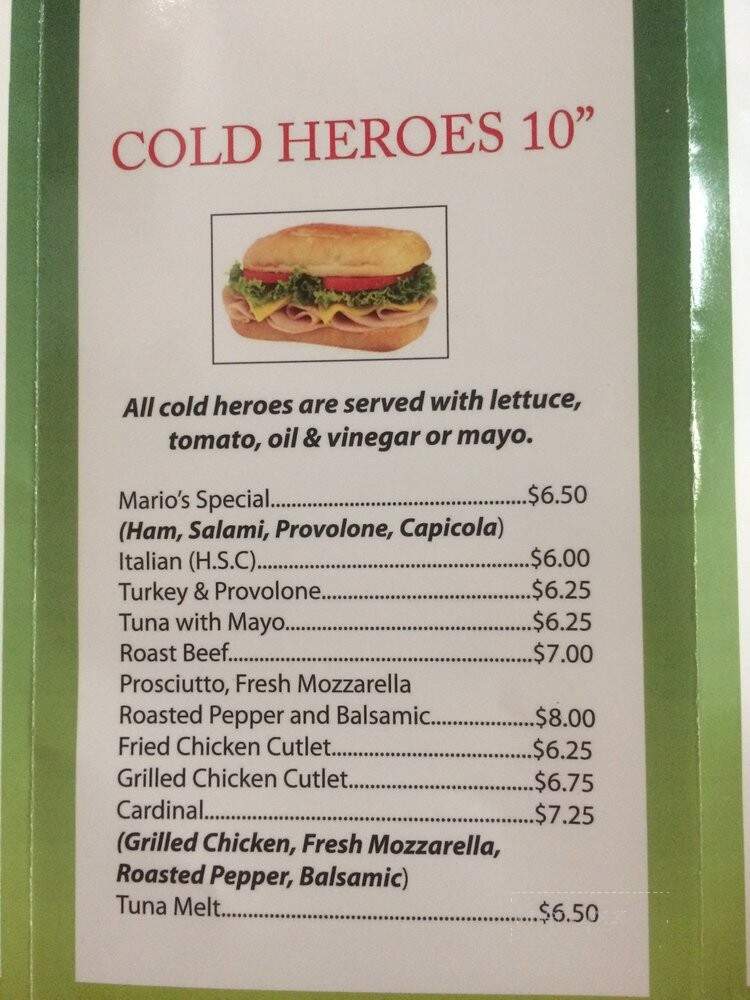 COLD HEROES 10”
All cold heroes are served with lettuce,
tomato, oil & vinegar or mayo.
Mario's Special..........................................$6.50
(Ham, Salami, Provolone, Capicola)
Italian (H.S.C)............................................$6.00
Turkey & Provolone..................................$6.25
Tuna with Mayo........................................$6.25
Roast Beef.................................................$7.00
Prosciutto, Fresh Mozzarella
Roasted Pepper and Balsamic.................$8.00
Fried Chicken Cutlet.................................$6.25
Grilled Chicken Cutlet..............................$6.75
Cardinal.....................................................$7.25
(Grilled Chicken, Fresh Mozzarella,
Roasted Pepper, Balsamic)
Tuna Melt...................................................$6.50